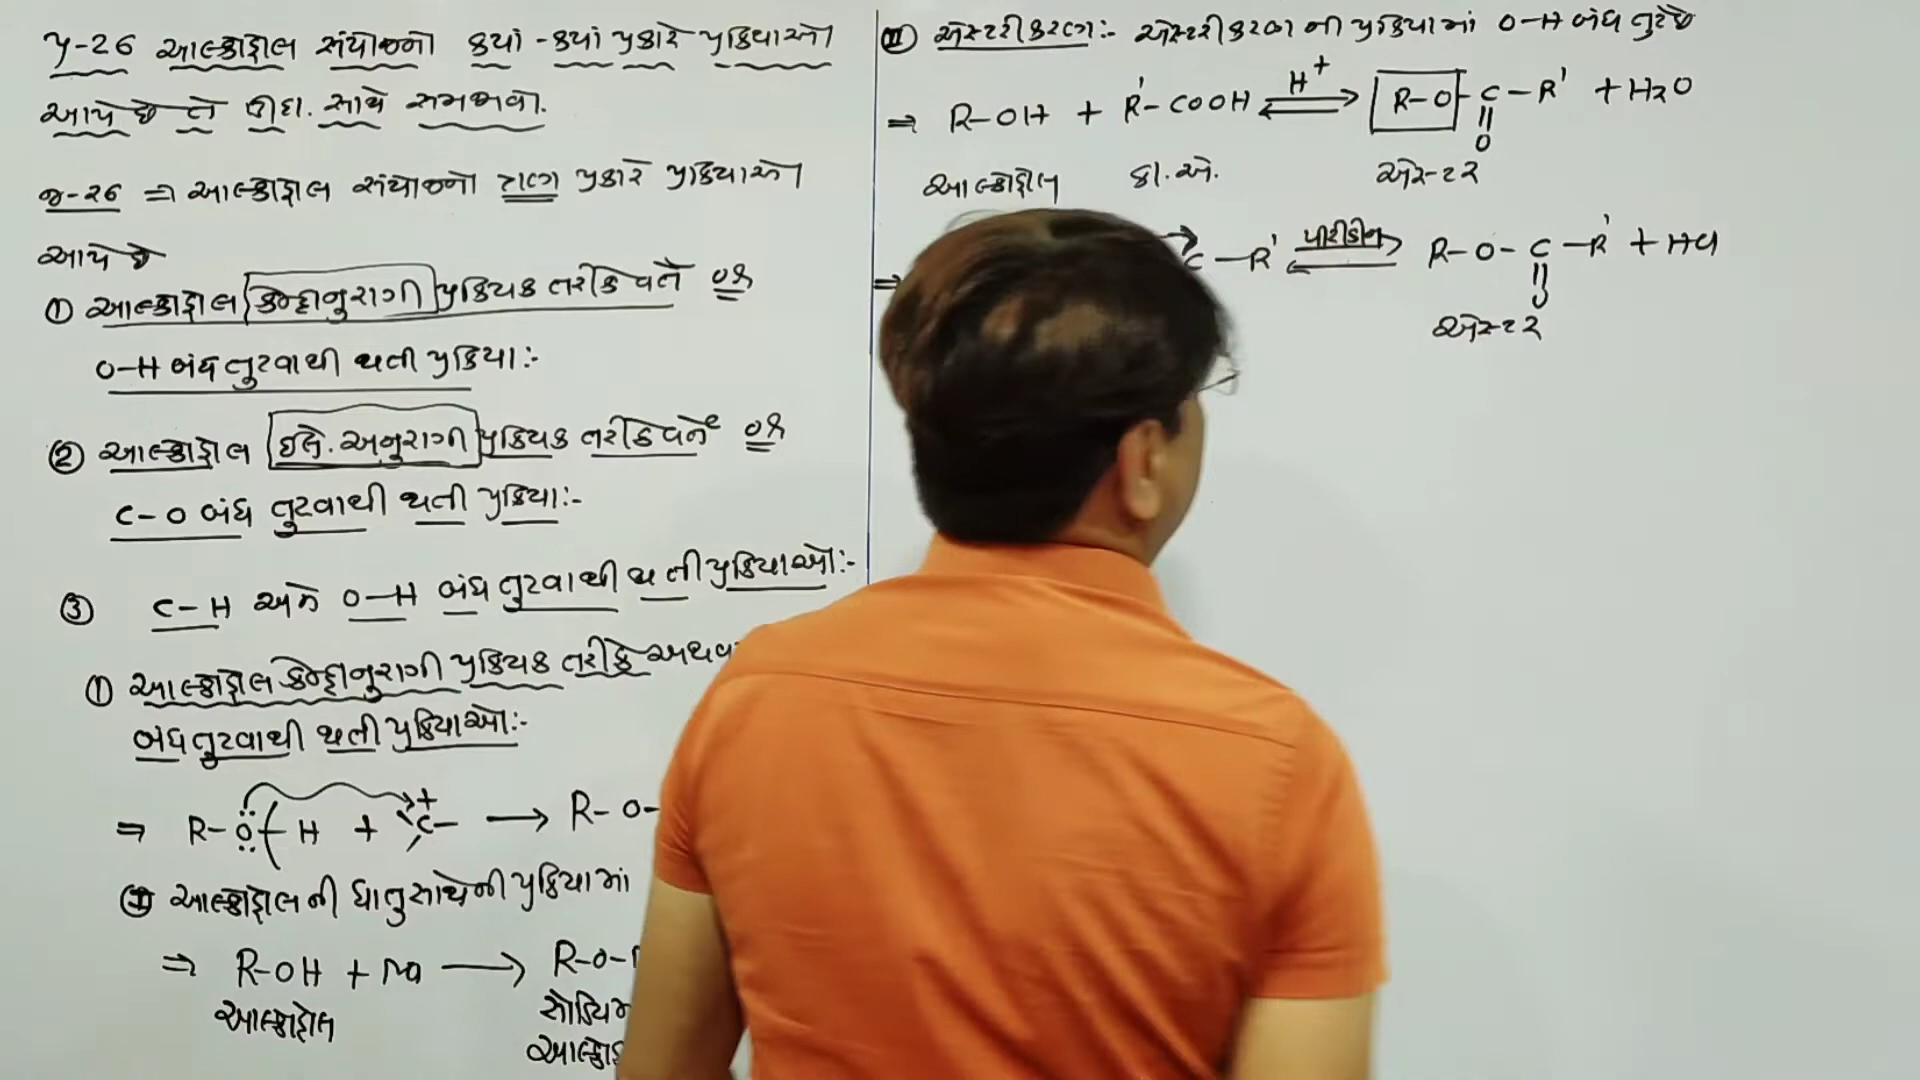 પ્ર-26 આલ્કોહોલ સંયોજનો કયાં-કયાં પ્રકારે પ્રક્રિયાઓ
આપે છે તે ઉદા. સાથે સમજાવો.
જ-26 ⇒ આલ્કોહોલ સંયોજનો ત્રણ પ્રકારે પ્રક્રિયાઓ
આપે છે
① આલ્કોહોલ કેન્દ્રાનુરાગી પ્રક્રિયક તરીકે વર્તે
O-H બંધ તુટવાથી થતી પ્રક્રિયા:-
② આલ્કોહોલ ઈલે. અનુરાગી પ્રક્રિયક તરીકે વર્તે
C-O બંધ તુટવાથી થતી પ્રક્રિયા:-
③ C-H અને O-H બંધ તુટવાથી થતી પ્રક્રિયાઓ:-
① આલ્કોહોલ કેન્દ્રાનુરાગી પ્રક્રિયક તરીકે અથવ
બંધ તુટવાથી થતી પ્રક્રિયાઓ:-
⇒ R-O-H + C⁺- ⟶ R-O-
Ⓘ આલ્કોહોલની ધાતુ સાથેની પ્રક્રિયામાં
⇒ R-OH + Na ⟶ R-O-
આલ્કોહોલ સોડિયમ
આલ્કોક
Ⓘ Ⓘ એસ્ટરીકરણ:- એસ્ટરીકરણ ની પ્રક્રિયામાં O-H બંધ તુટે છે
⇒ R-OH + R'-COOH ⇌ H⁺ R-O-C-R' + H2O
O
આલ્કોહોલ કા.એ. એસ્ટર
⇒ C-R' ⇌ પીરીડીન R-O-C-R' + HCl
O
એસ્ટર